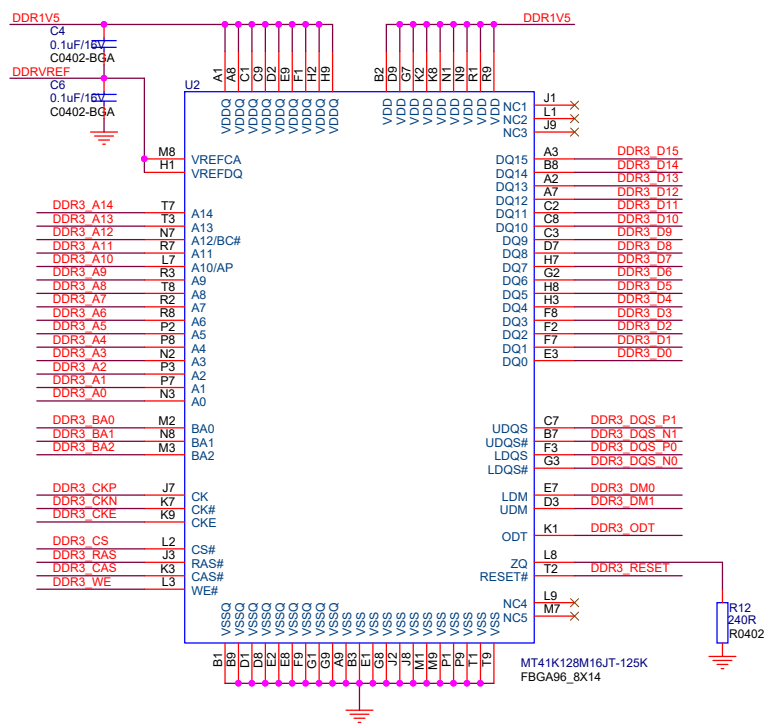 DDR1V5
DDR1V5
C4
0.1uF/16V
C0402-BGA
DDRVREF
C6
0.1uF/16V
C0402-BGA
U2
A1 A8 C1 C9 D2 E9 F1 H2 H9
B2 D9 G7 K2 K8 N1 N9 R1 R9
VDDQ VDDQ VDDQ VDDQ VDDQ VDDQ VDDQ VDDQ VDDQ
VDD VDD VDD VDD VDD VDD VDD VDD VDD
NC1 J1
NC2 L1
NC3 J9
M8 VREFCA
H1 VREFDQ
DQ15 A3 DDR3_D15
DQ14 B8 DDR3_D14
DQ13 A2 DDR3_D13
DQ12 A7 DDR3_D12
DQ11 C2 DDR3_D11
DQ10 C8 DDR3_D10
DQ9 C3 DDR3_D9
DQ8 D7 DDR3_D8
DQ7 H7 DDR3_D7
DQ6 G2 DDR3_D6
DQ5 H8 DDR3_D5
DQ4 H3 DDR3_D4
DQ3 F8 DDR3_D3
DQ2 F2 DDR3_D2
DQ1 F7 DDR3_D1
DQ0 E3 DDR3_D0
DDR3_A14 T7 A14
DDR3_A13 T3 A13
DDR3_A12 N7 A12/BC#
DDR3_A11 R7 A11
DDR3_A10 L7 A10/AP
DDR3_A9 R3 A9
DDR3_A8 T8 A8
DDR3_A7 R2 A7
DDR3_A6 R8 A6
DDR3_A5 P2 A5
DDR3_A4 P8 A4
DDR3_A3 N2 A3
DDR3_A2 P3 A2
DDR3_A1 P7 A1
DDR3_A0 N3 A0
DDR3_BA0 M2 BA0
DDR3_BA1 N8 BA1
DDR3_BA2 M3 BA2
UDQS C7 DDR3_DQS_P1
UDQS# B7 DDR3_DQS_N1
LDQS F3 DDR3_DQS_P0
LDQS# G3 DDR3_DQS_N0
DDR3_CKP J7 CK
DDR3_CKN K7 CK#
DDR3_CKE K9 CKE
LDM E7 DDR3_DM0
UDM D3 DDR3_DM1
ODT K1 DDR3_ODT
DDR3_CS L2 CS#
DDR3_RAS J3 RAS#
DDR3_CAS K3 CAS#
DDR3_WE L3 WE#
ZQ L8
RESET# T2 DDR3_RESET
NC4 L9
NC5 M7
R12
240R
R0402
VSSQ VSSQ VSSQ VSSQ VSSQ VSSQ VSSQ VSSQ VSSQ VSS VSS VSS VSS VSS VSS VSS VSS VSS VSS VSS VSS
B1 B9 D1 D8 E2 E8 F9 G1 G9 A9 B3 E1 G8 J2 J8 M1 M9 P1 P9 T1 T9
MT41K128M16JT-125K
FBGA96_8X14